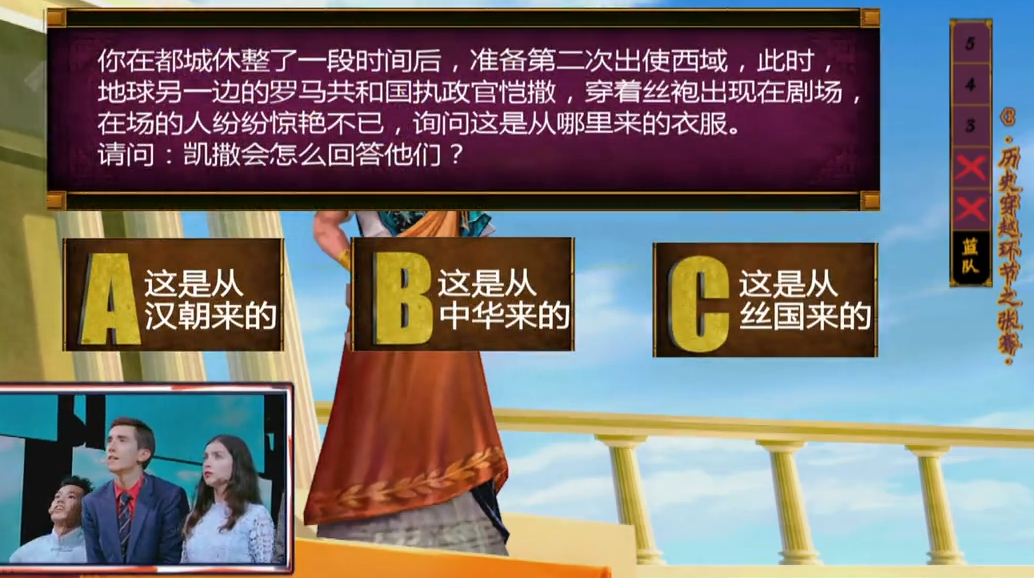 你在都城休整了一段时间后，准备第二次出使西域，此时，
地球另一边的罗马共和国执政官恺撒，穿着丝袍出现在剧场，
在场的人纷纷惊艳不已，询问这是从哪里来的衣服。
请问：凯撒会怎么回答他们？
A 这是从
汉朝来的
B 这是从
中华来的
C 这是从
丝国来的
5
4
3
蓝队
历史穿越环节之张骞